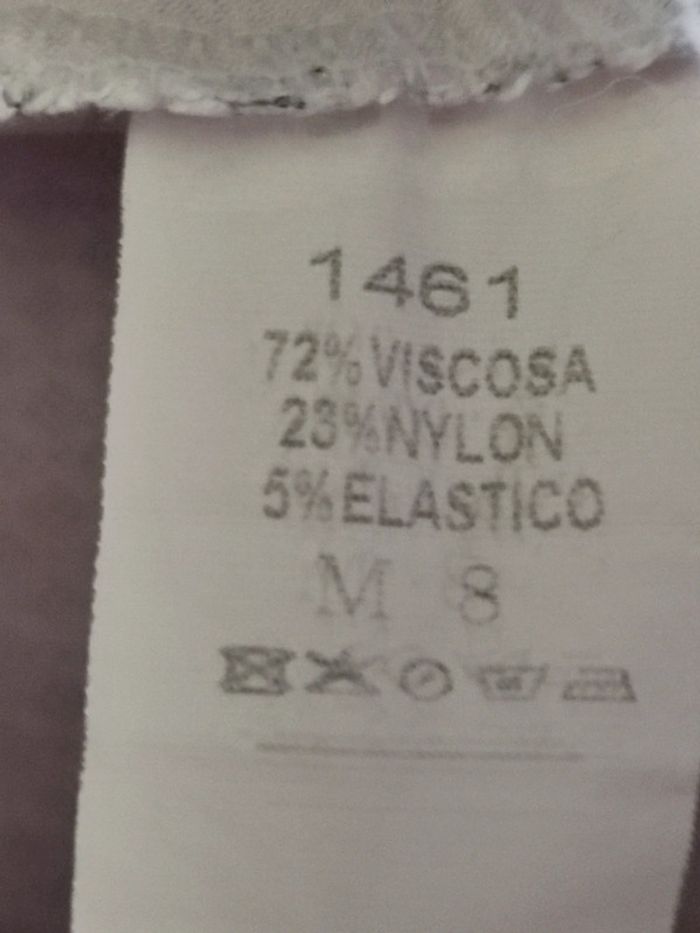 1461
72% VISCOSA
23% NYLON
5% ELASTICO
M 8